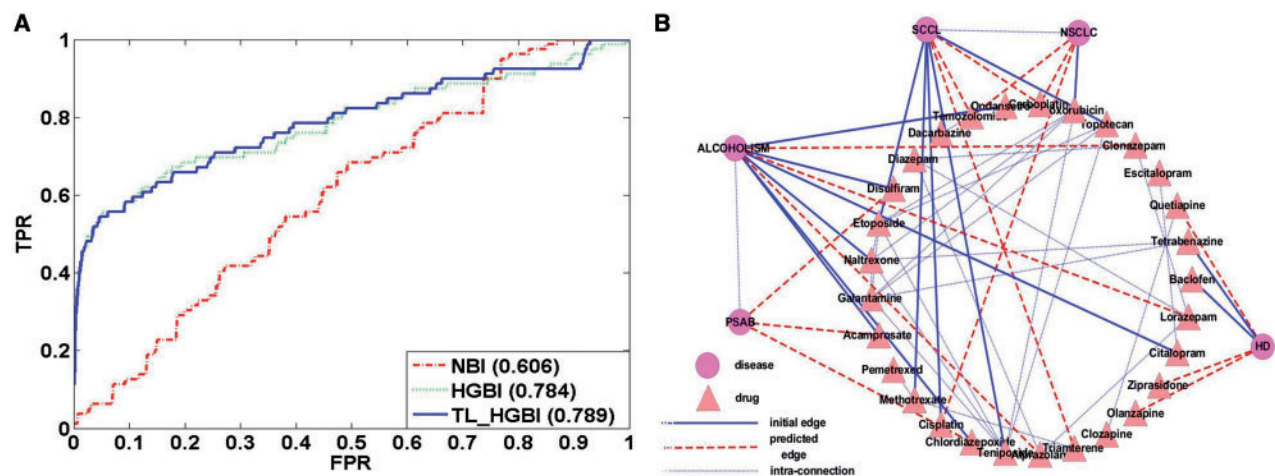 A
TPR
1
0.8
0.6
0.4
0.2
0
0 0.1 0.2 0.3 0.4 0.5 0.6 0.7 0.8 0.9 1
FPR
NBI (0.606)
HGBI (0.784)
TL_HGBI (0.789)
B
SCCL
NSCLC
Carboplatin
Temozolomide
oxorubicin
Topotecan
Dacarbazine
Clonazepam
ALCOHOLISM
Diazepam
Escitalopram
Disulfiram
Quetiapine
Etoposide
Tetrabenazine
Naltrexone
Baclofen
Galantamine
Lorazepam
PSAB
Acamprosate
Citalopram
HD
Pemetrexed
Ziprasidone
Methotrexate
Olanzapine
Cisplatin
Clozapine
Chlordiazepoxide
Triamterene
Teniposide
Alprazolam
disease
drug
initial edge
predicted
edge
intra-connection